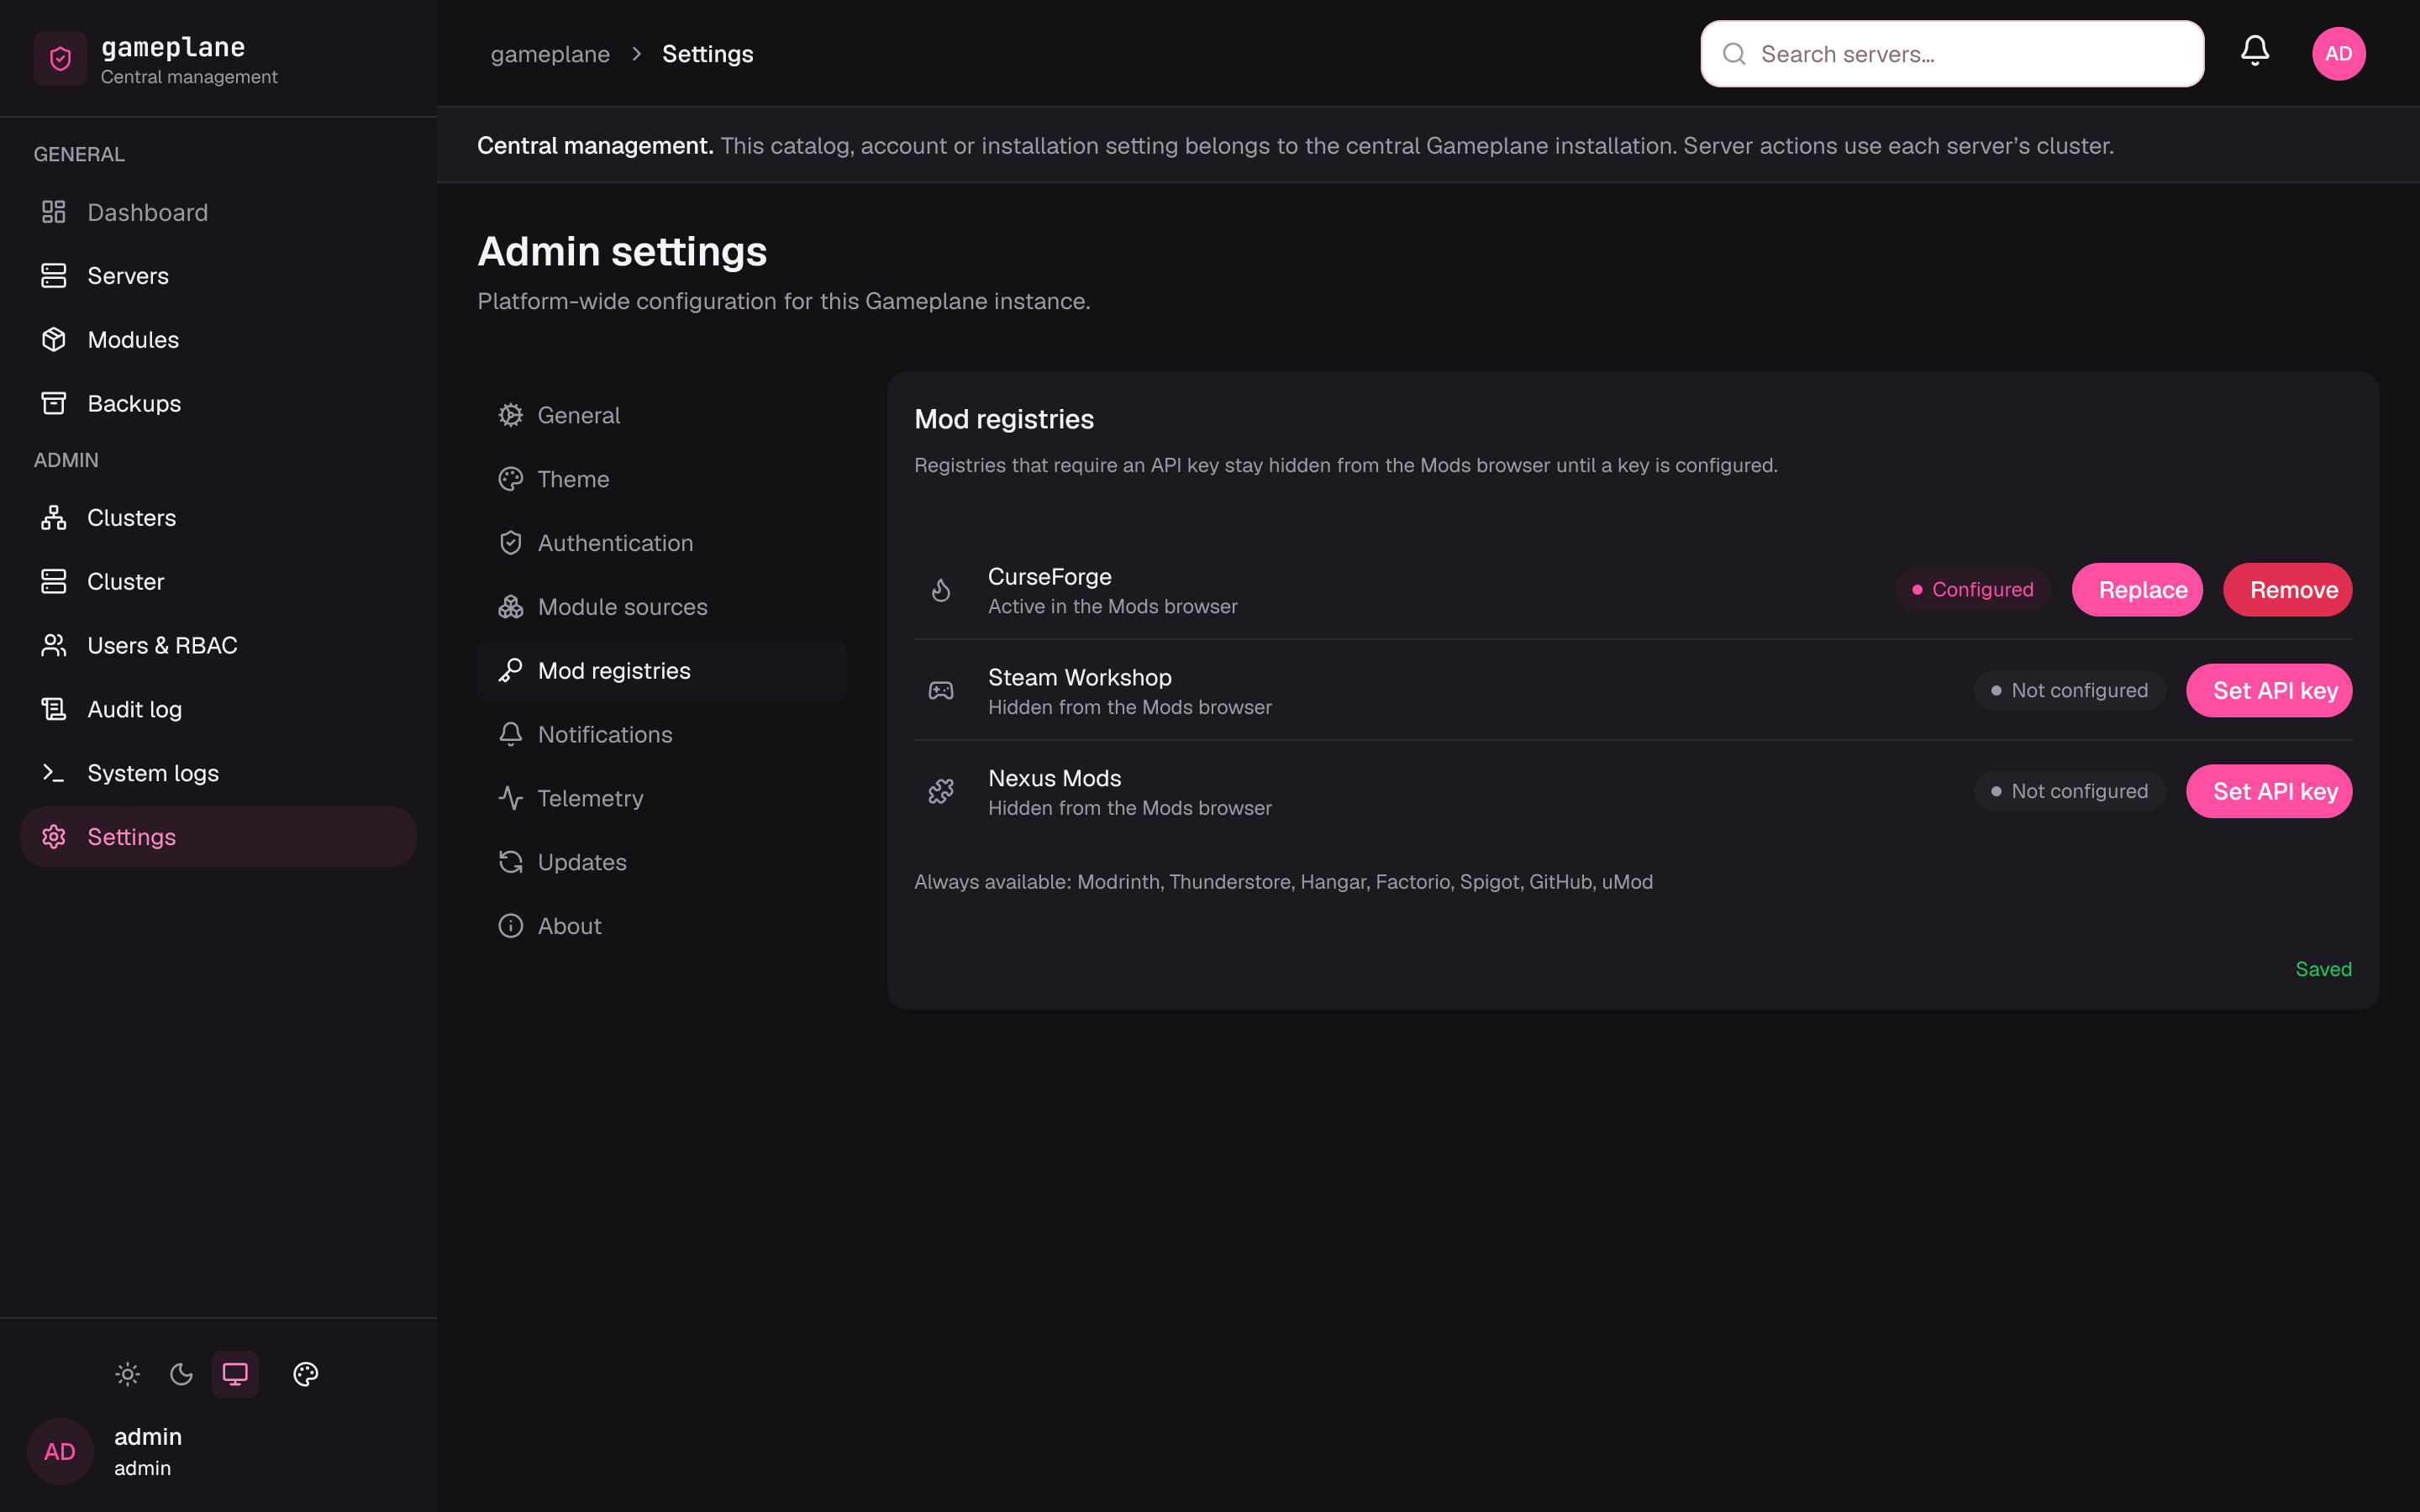 gameplane
Central management
GENERAL
Dashboard
Servers
Modules
Backups
ADMIN
Clusters
Cluster
Users & RBAC
Audit log
System logs
Settings
AD
admin
admin
gameplane > Settings
Search servers...
AD
Central management. This catalog, account or installation setting belongs to the central Gameplane installation. Server actions use each server's cluster.
Admin settings
Platform-wide configuration for this Gameplane instance.
General
Theme
Authentication
Module sources
Mod registries
Notifications
Telemetry
Updates
About
Mod registries
Registries that require an API key stay hidden from the Mods browser until a key is configured.
CurseForge
Active in the Mods browser
Configured
Replace
Remove
Steam Workshop
Hidden from the Mods browser
Not configured
Set API key
Nexus Mods
Hidden from the Mods browser
Not configured
Set API key
Always available: Modrinth, Thunderstore, Hangar, Factorio, Spigot, GitHub, uMod
Saved